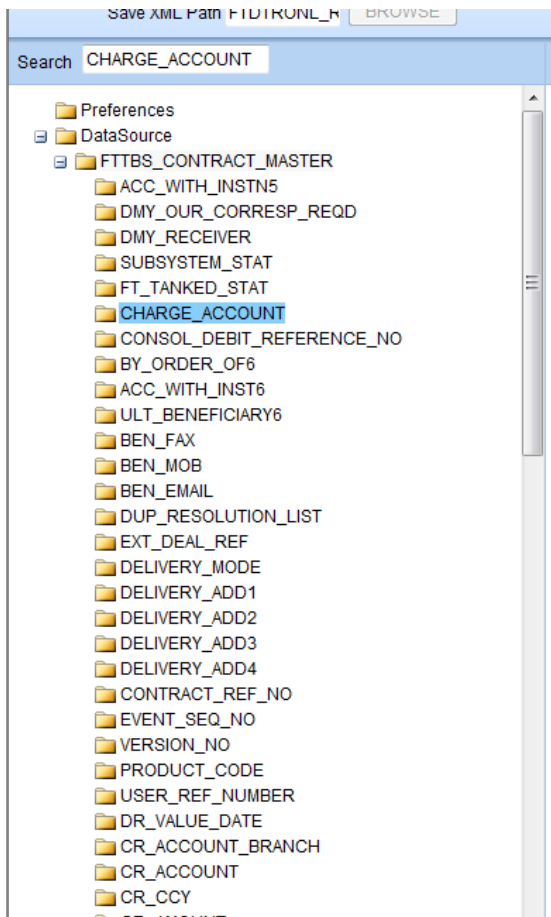 Save XML Path FTDTRONL_R BROWSE
Search CHARGE_ACCOUNT
Preferences
DataSource
FTTBS_CONTRACT_MASTER
ACC_WITH_INSTN5
DMY_OUR_CORRESP_REQD
DMY_RECEIVER
SUBSYSTEM_STAT
FT_TANKED_STAT
CHARGE_ACCOUNT
CONSOL_DEBIT_REFERENCE_NO
BY_ORDER_OF6
ACC_WITH_INST6
ULT_BENEFICIARY6
BEN_FAX
BEN_MOB
BEN_EMAIL
DUP_RESOLUTION_LIST
EXT_DEAL_REF
DELIVERY_MODE
DELIVERY_ADD1
DELIVERY_ADD2
DELIVERY_ADD3
DELIVERY_ADD4
CONTRACT_REF_NO
EVENT_SEQ_NO
VERSION_NO
PRODUCT_CODE
USER_REF_NUMBER
DR_VALUE_DATE
CR_ACCOUNT_BRANCH
CR_ACCOUNT
CR_CCY